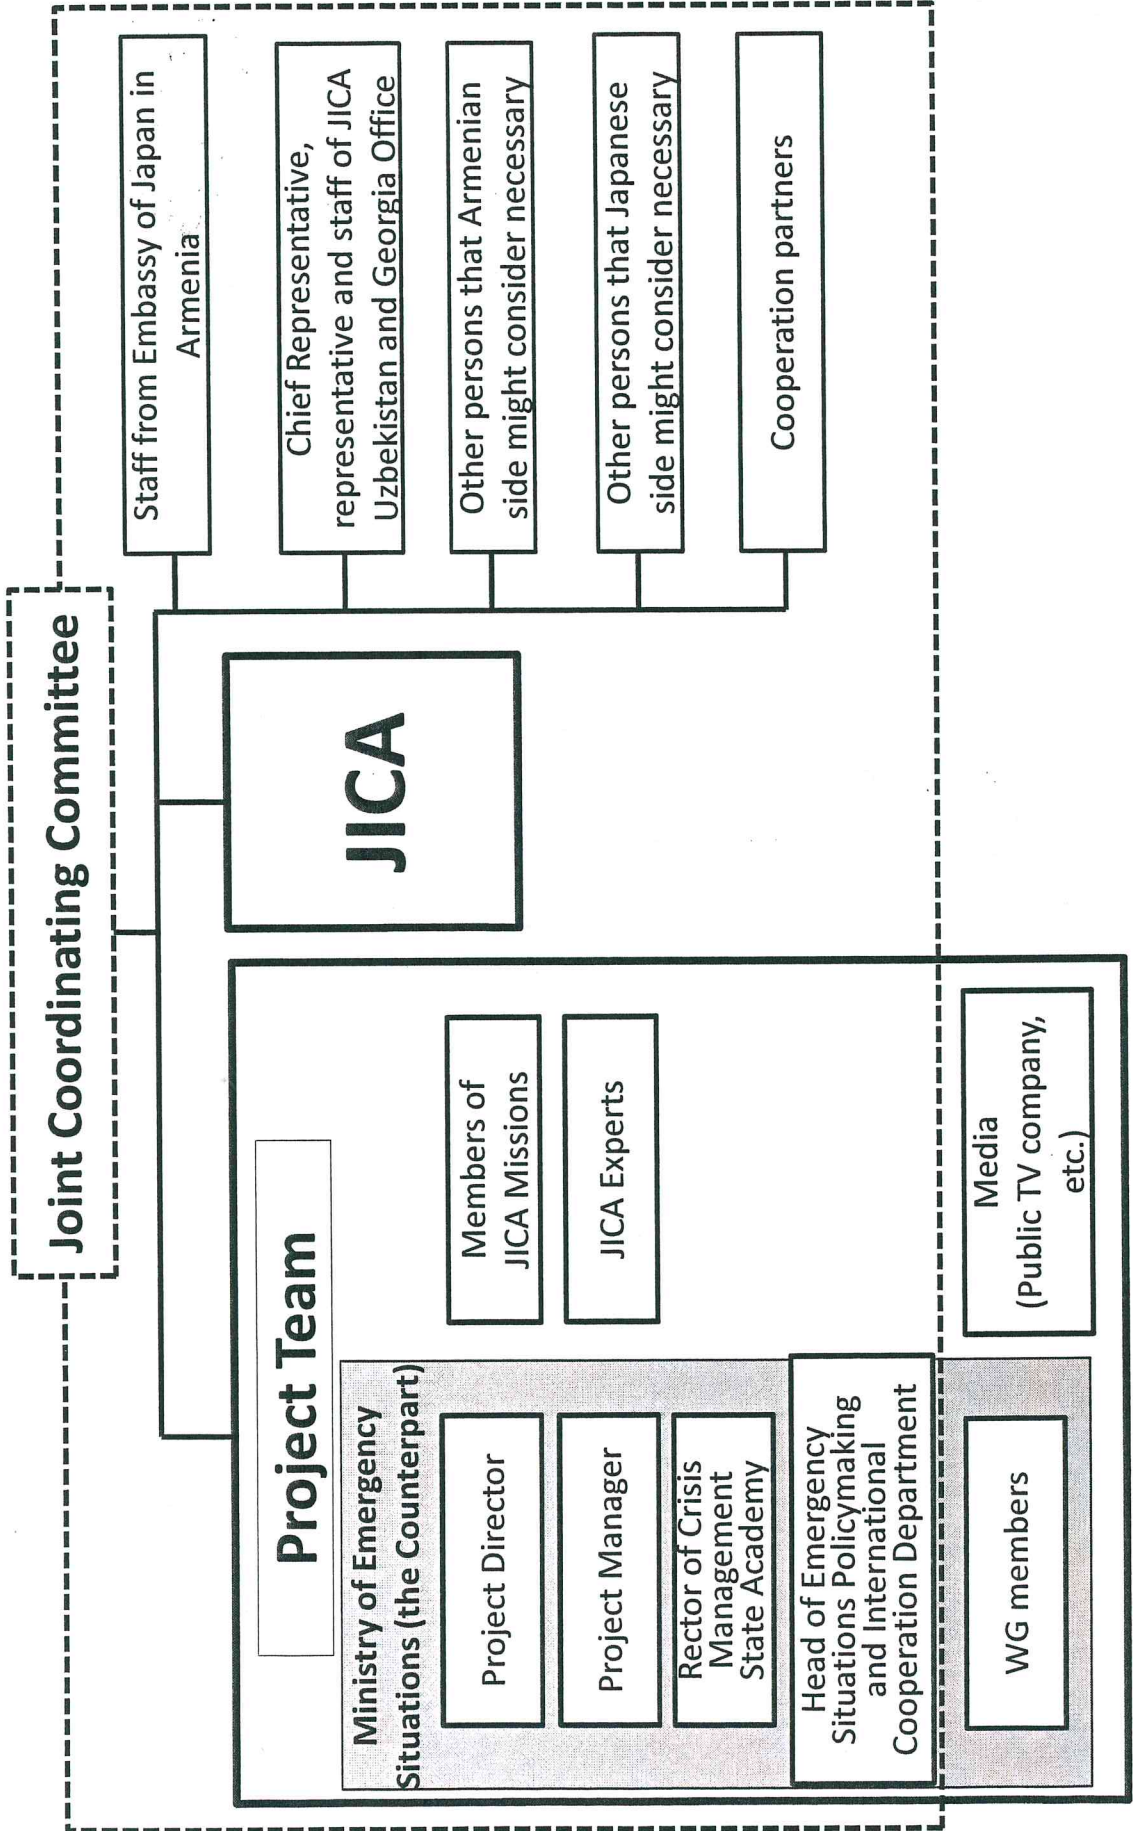 Joint Coordinating Committee
Project Team
Ministry of Emergency
Situations (the Counterpart)
Project Director
Project Manager
Rector of Crisis
Management
State Academy
Head of Emergency
Situations Policymaking
and International
Cooperation Department
WG members
Members of
JICA Missions
JICA Experts
Media
(Public TV company,
etc.)
JICA
Staff from Embassy of Japan in
Armenia
Chief Representative,
representative and staff of JICA
Uzbekistan and Georgia Office
Other persons that Armenian
side might consider necessary
Other persons that Japanese
side might consider necessary
Cooperation partners